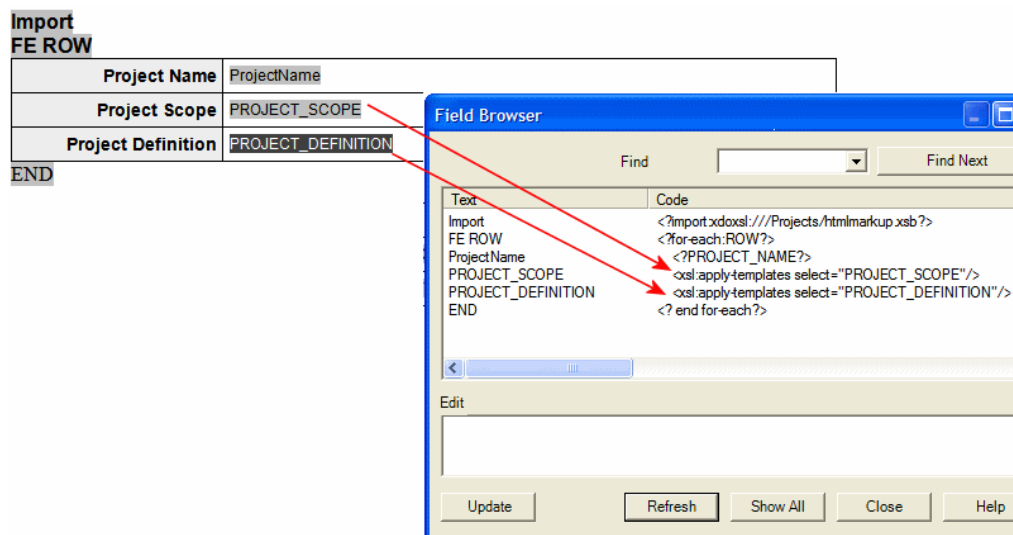 Import
FE ROW
Project Name ProjectName
Project Scope PROJECT_SCOPE
Project Definition PROJECT_DEFINITION
END
Field Browser
Find Find Next
Text Code
Import <?import:xdoxsl:///Projects/htmlmarkup.xsb?>
FE ROW <?for-each:ROW?>
ProjectName <?PROJECT_NAME?>
PROJECT_SCOPE <xsl:apply-templates select="PROJECT_SCOPE"/>
PROJECT_DEFINITION <xsl:apply-templates select="PROJECT_DEFINITION"/>
END <? end for-each?>
Edit
Update Refresh Show All Close Help